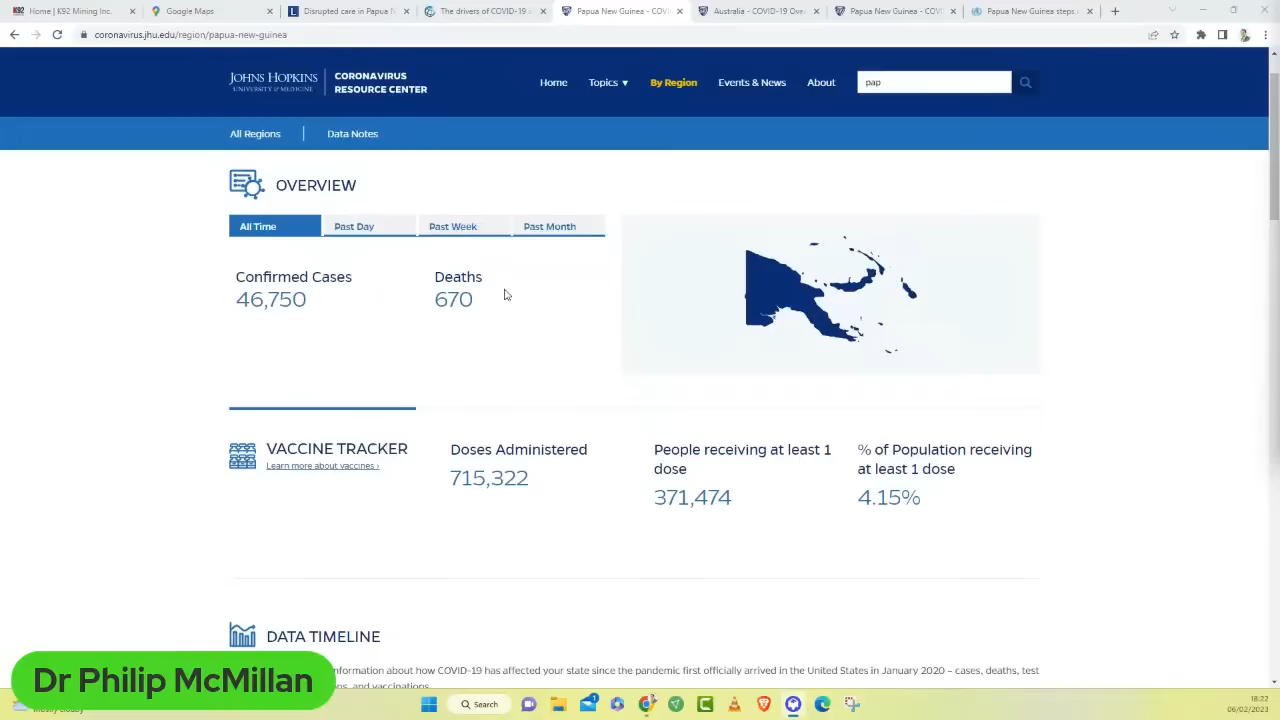 Home | K92 Mining Inc.
Google Maps
Disrupted care in Papua N
The drivers of COVID-19 a
Papua New Guinea - COVI
Australia - COVID-19 Ove
Papua New Guinea - COVI
Papua New Guinea steps
coronavirus.jhu.edu/region/papua-new-guinea
JOHNS HOPKINS
UNIVERSITY & MEDICINE
CORONAVIRUS
RESOURCE CENTER
Home
Topics ▼
By Region
Events & News
About
pap
All Regions
Data Notes
OVERVIEW
All Time
Past Day
Past Week
Past Month
Confirmed Cases
46,750
Deaths
670
VACCINE TRACKER
Learn more about vaccines ›
Doses Administered
715,322
People receiving at least 1
dose
371,474
% of Population receiving
at least 1 dose
4.15%
DATA TIMELINE
information about how COVID-19 has affected your state since the pandemic first officially arrived in the United States in January 2020 – cases, deaths, test
and vaccinations.
Dr Philip McMillan
Mostly cloudy
Search
1
18:22
06/02/2023